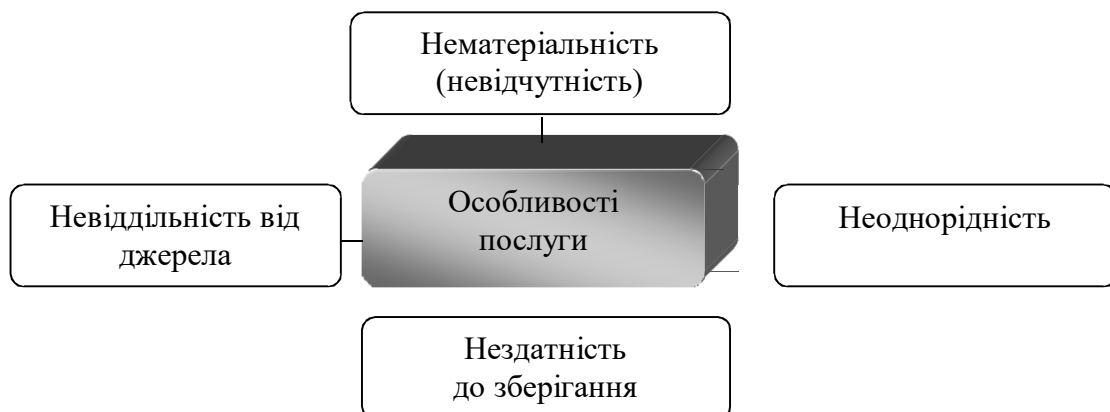 Нематеріальність
(невідчутність)
Невіддільність від
джерела
Особливості
послуги
Неоднорідність
Нездатність
до зберігання